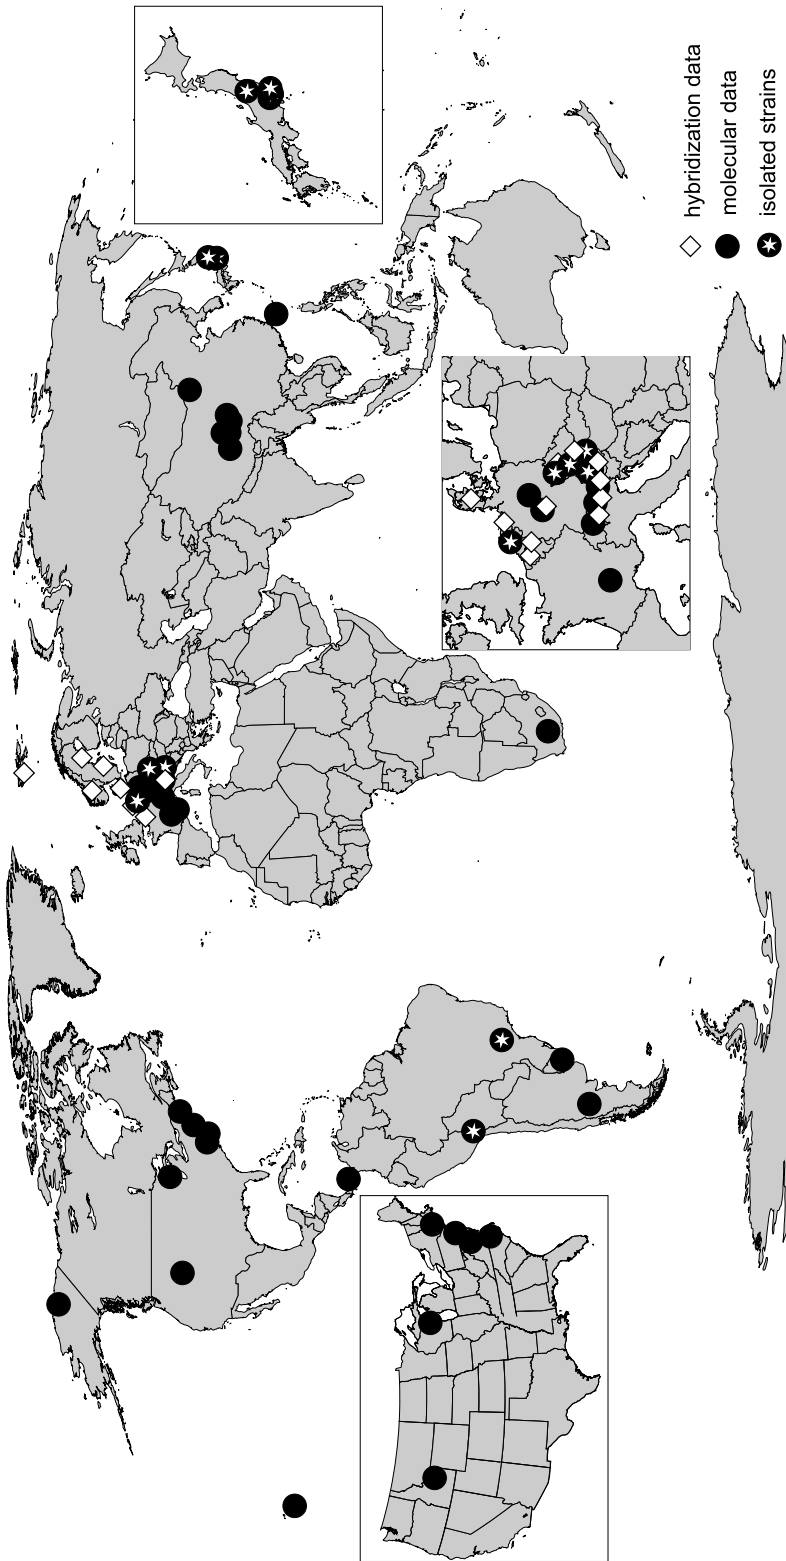 hybridization data
molecular data
isolated strains